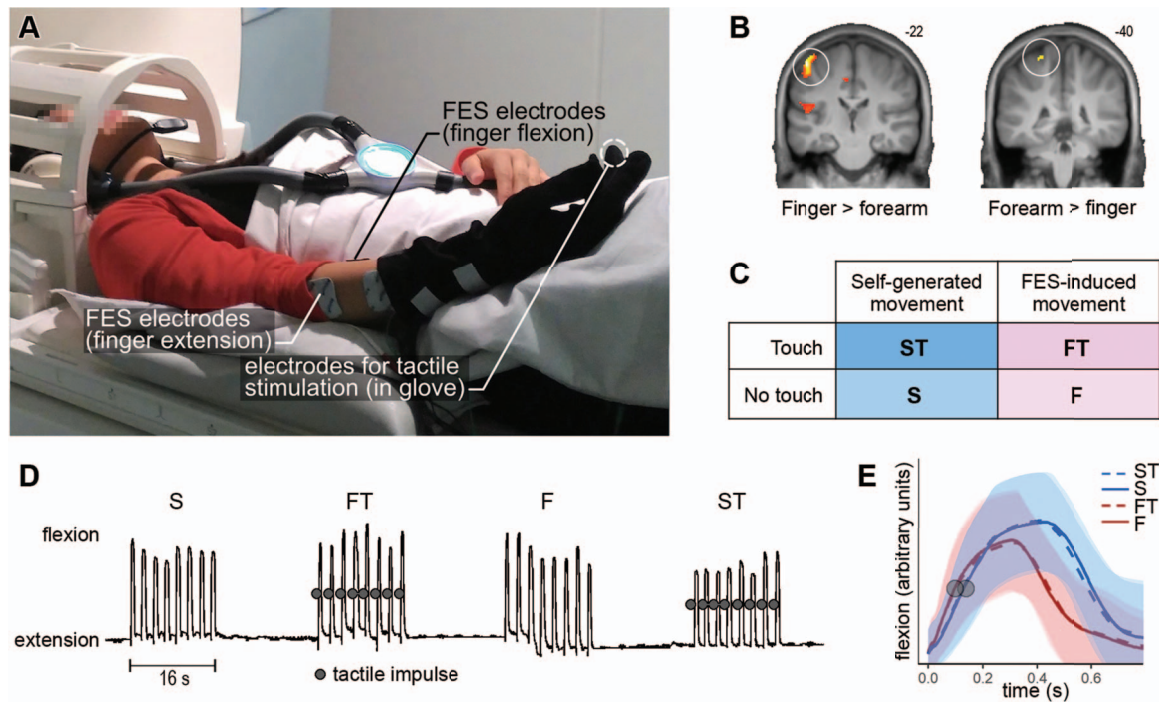 A
FES electrodes
(finger flexion)
FES electrodes
(finger extension)
electrodes for tactile
stimulation (in glove)
B
-22
-40
Finger > forearm
Forearm > finger
C
Self-generated
movement
FES-induced
movement
Touch
ST
FT
No touch
S
F
D
S
FT
F
ST
flexion
extension
16 s
tactile impulse
E
flexion (arbitrary units)
ST
S
FT
F
0.0
0.2
0.4
0.6
time (s)